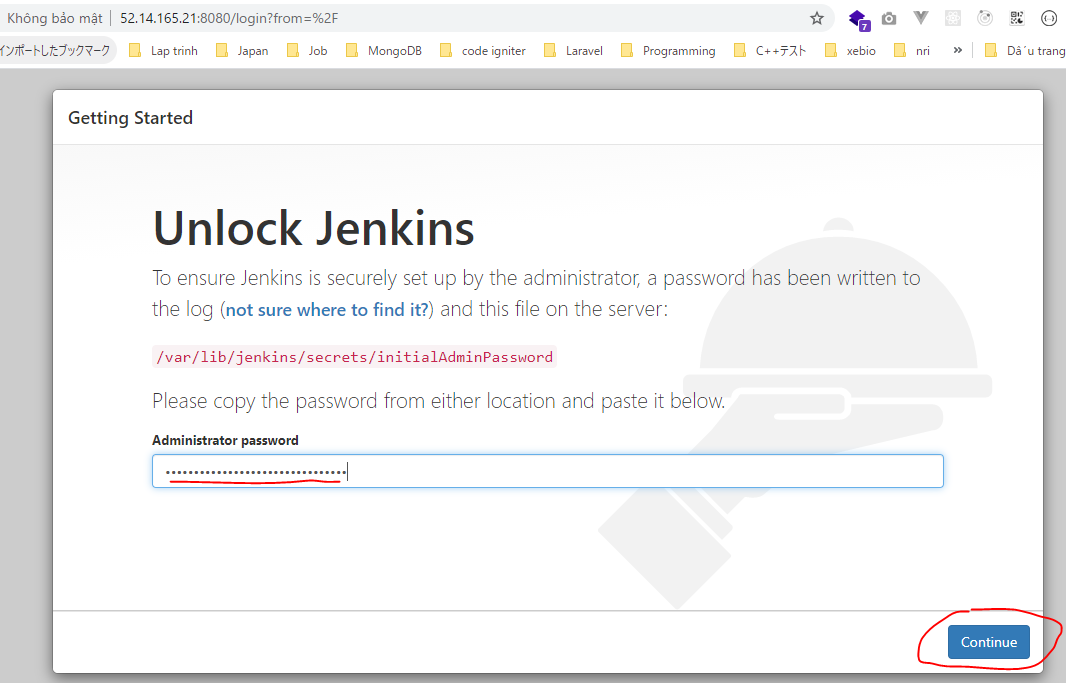 Không bảo mật 52.14.165.21:8080/login?from=%2F
7
インポートしたブックマーク Lap trinh Japan Job MongoDB code igniter Laravel Programming C++テスト xebio nri » Dấu trang
Getting Started
Unlock Jenkins
To ensure Jenkins is securely set up by the administrator, a password has been written to
the log (not sure where to find it?) and this file on the server:
/var/lib/jenkins/secrets/initialAdminPassword
Please copy the password from either location and paste it below.
Administrator password
Continue